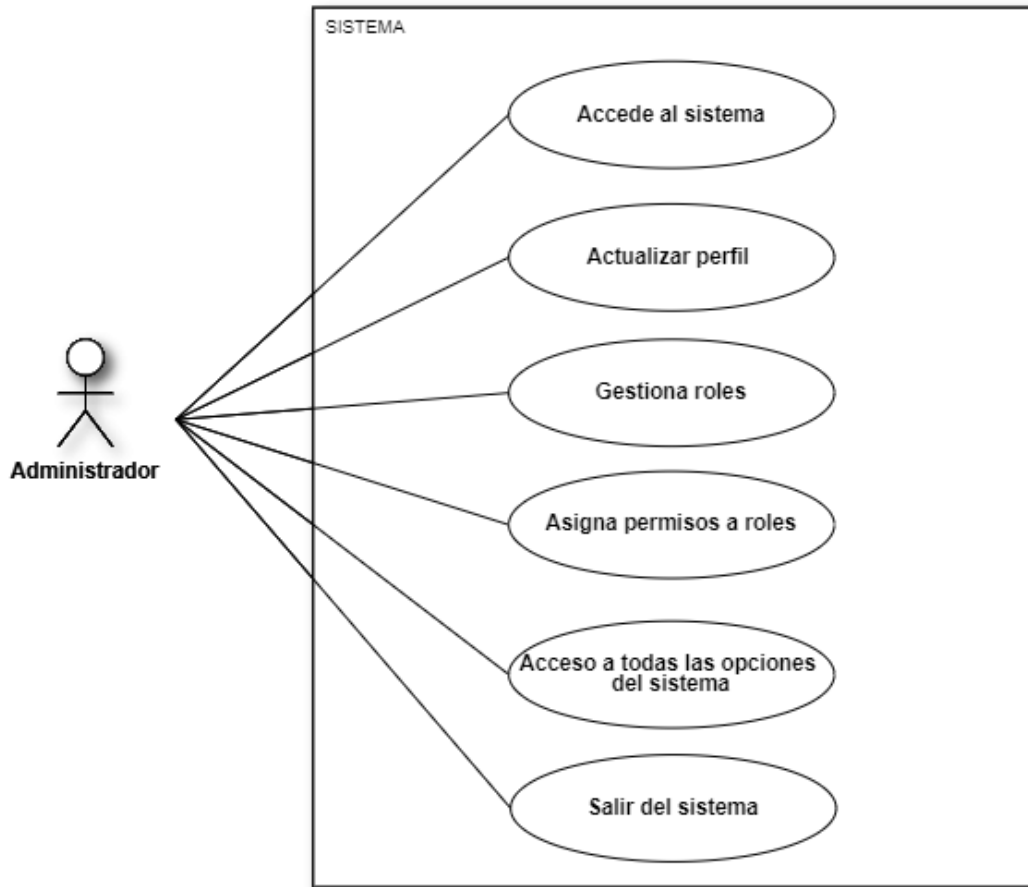 SISTEMA
Accede al sistema
Actualizar perfil
Gestiona roles
Administrador
Asigna permisos a roles
Acceso a todas las opciones
del sistema
Salir del sistema